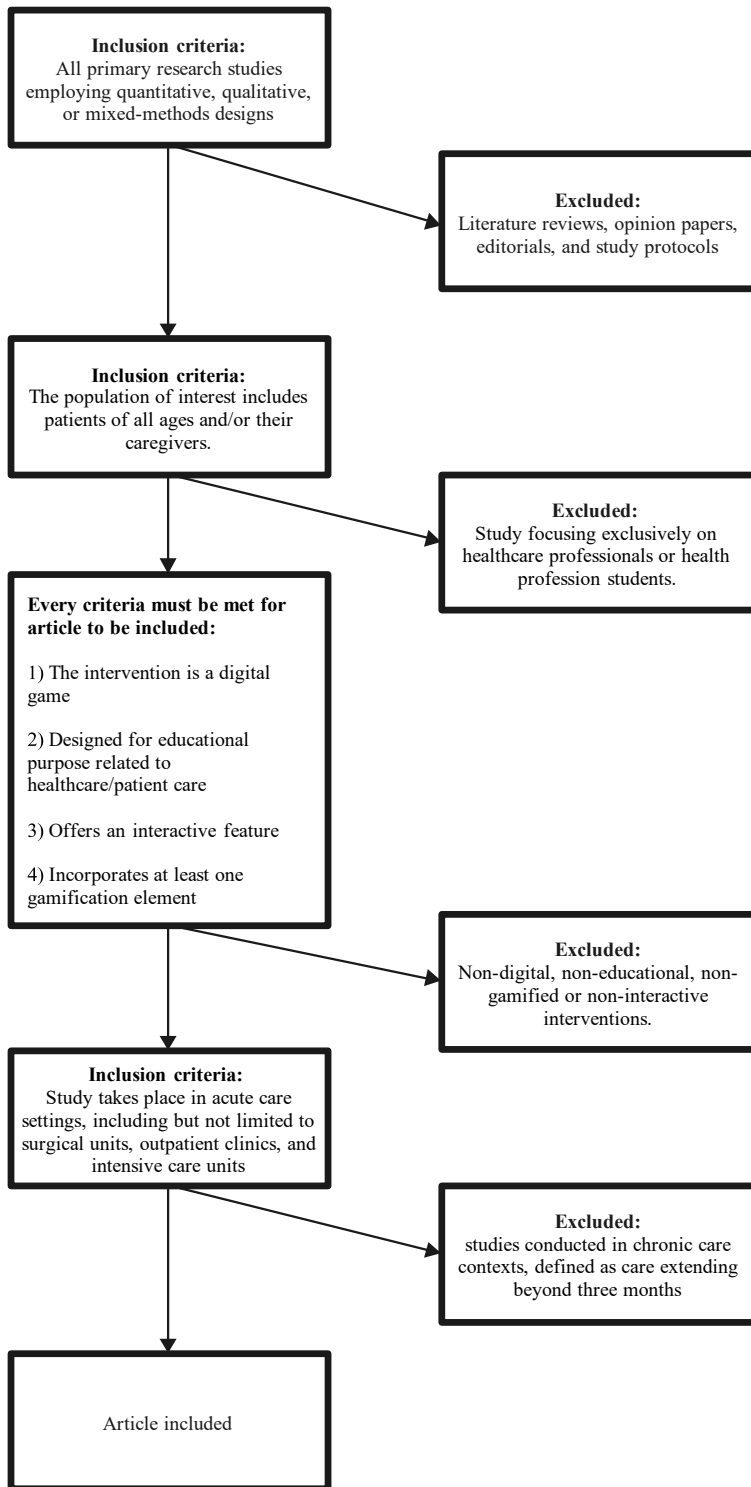 Inclusion criteria:
All primary research studies
employing quantitative, qualitative,
or mixed-methods designs
Excluded:
Literature reviews, opinion papers,
editorials, and study protocols
Inclusion criteria:
The population of interest includes
patients of all ages and/or their
caregivers.
Excluded:
Study focusing exclusively on
healthcare professionals or health
profession students.
Every criteria must be met for
article to be included:
1) The intervention is a digital
game
2) Designed for educational
purpose related to
healthcare/patient care
3) Offers an interactive feature
4) Incorporates at least one
gamification element
Excluded:
Non-digital, non-educational, non-
gamified or non-interactive
interventions.
Inclusion criteria:
Study takes place in acute care
settings, including but not limited to
surgical units, outpatient clinics, and
intensive care units
Excluded:
studies conducted in chronic care
contexts, defined as care extending
beyond three months
Article included